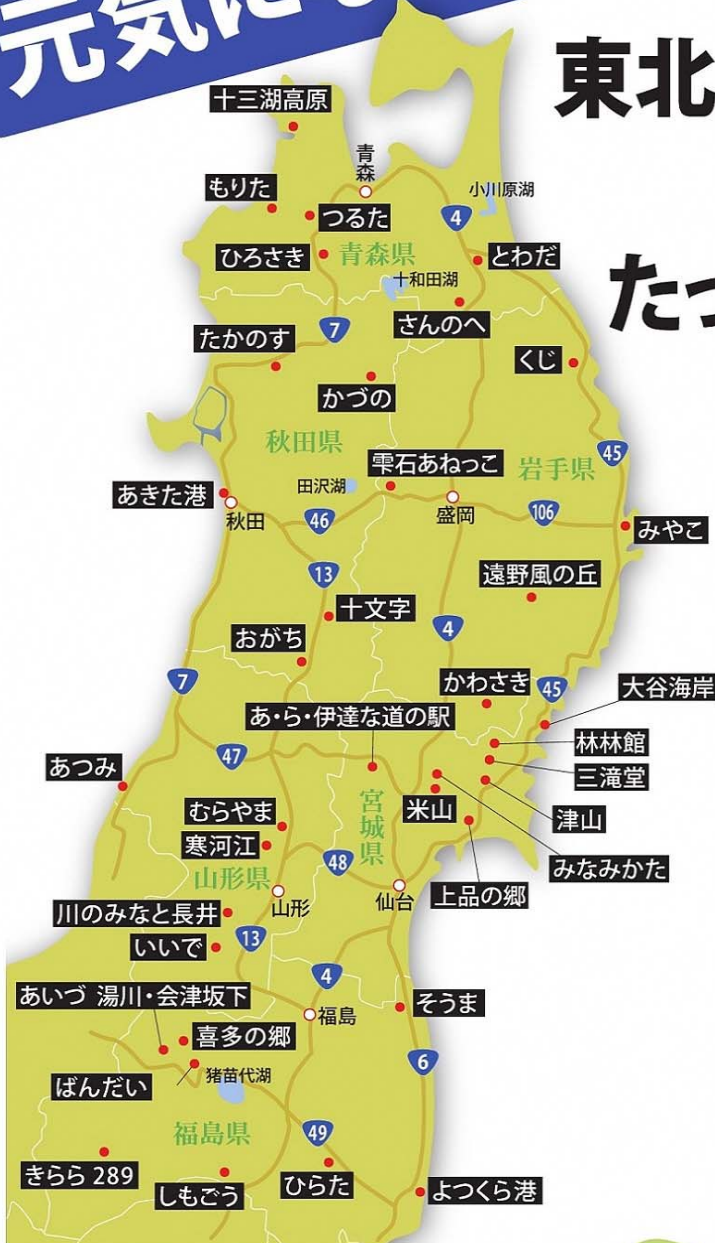 元気に
東北
たっ
十三湖高原
青森
もりた
つるた
小川原湖
4
ひろさき
青森県
とわだ
十和田湖
さんのへ
7
たかのす
くじ
かづの
秋田県
雫石あねっこ
岩手県
45
田沢湖
あきた港
秋田
盛岡
46
106
みやこ
13
遠野風の丘
十文字
おがち
4
7
かわさき
45
大谷海岸
あ・ら・伊達な道の駅
林林館
47
三滝堂
あつみ
米山
津山
むらやま
宮城県
寒河江
みなみかた
48
山形県
上品の郷
山形
仙台
川のみなと長井
13
いいで
4
あいづ 湯川・会津坂下
そうま
福島
喜多の郷
ばんだい
猪苗代湖
6
福島県
49
きらら 289
しもごう
ひらた
よつくら港